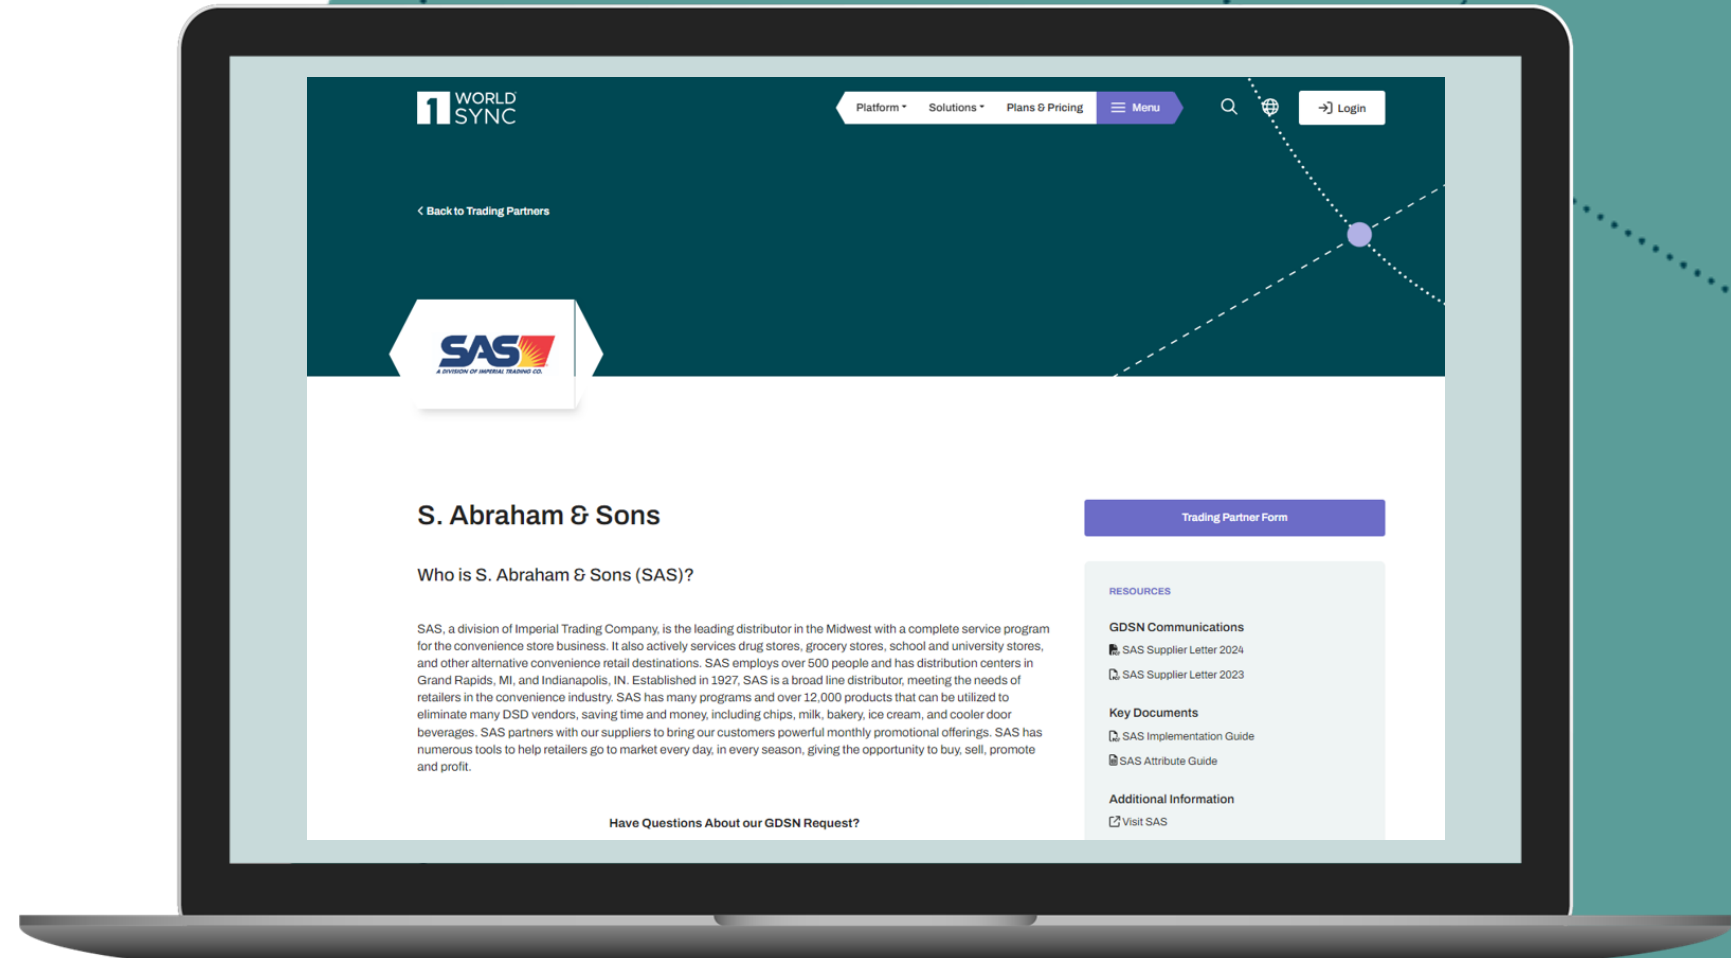 1 WORLD
SYNC
Platform
Solutions
Plans & Pricing
Menu
Login
Back to Trading Partners
SAS
A DIVISION OF IMPERIAL TRADING CO.
S. Abraham & Sons
Trading Partner Form
Who is S. Abraham & Sons (SAS)?
SAS, a division of Imperial Trading Company, is the leading distributor in the Midwest with a complete service program
for the convenience store business. It also actively services drug stores, grocery stores, school and university stores,
and other alternative convenience retail destinations. SAS employs over 500 people and has distribution centers in
Grand Rapids, MI, and Indianapolis, IN. Established in 1927, SAS is a broad line distributor, meeting the needs of
retailers in the convenience industry. SAS has many programs and over 12,000 products that can be utilized to
eliminate many DSD vendors, saving time and money, including chips, milk, bakery, ice cream, and cooler door
beverages. SAS partners with our suppliers to bring our customers powerful monthly promotional offerings. SAS has
numerous tools to help retailers go to market every day, in every season, giving the opportunity to buy, sell, promote
and profit.
Have Questions About our GDSN Request?
RESOURCES
GDSN Communications
SAS Supplier Letter 2024
SAS Supplier Letter 2023
Key Documents
SAS Implementation Guide
SAS Attribute Guide
Additional Information
Visit SAS